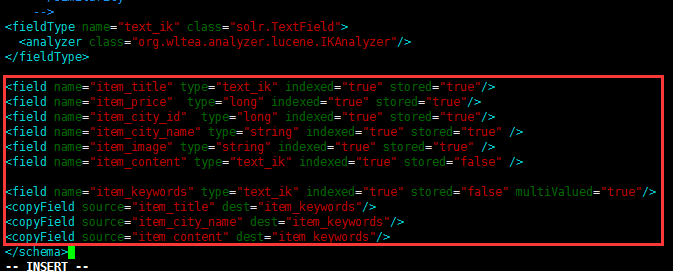 -->
<fieldType name="text_ik" class="solr.TextField">
<analyzer class="org.wltea.analyzer.lucene.IKAnalyzer"/>
</fieldType>
<field name="item_title" type="text_ik" indexed="true" stored="true"/>
<field name="item_price"  type="long" indexed="true" stored="true"/>
<field name="item_city_id"  type="long" indexed="true" stored="true"/>
<field name="item_city_name" type="string" indexed="true" stored="true" />
<field name="item_image" type="string" indexed="true" stored="true" />
<field name="item_content" type="text_ik" indexed="true" stored="false" />
<field name="item_keywords" type="text_ik" indexed="true" stored="false" multiValued="true"/>
<copyField source="item_title" dest="item_keywords"/>
<copyField source="item_city_name" dest="item_keywords"/>
<copyField source="item_content" dest="item_keywords"/>
</schema>
-- INSERT --